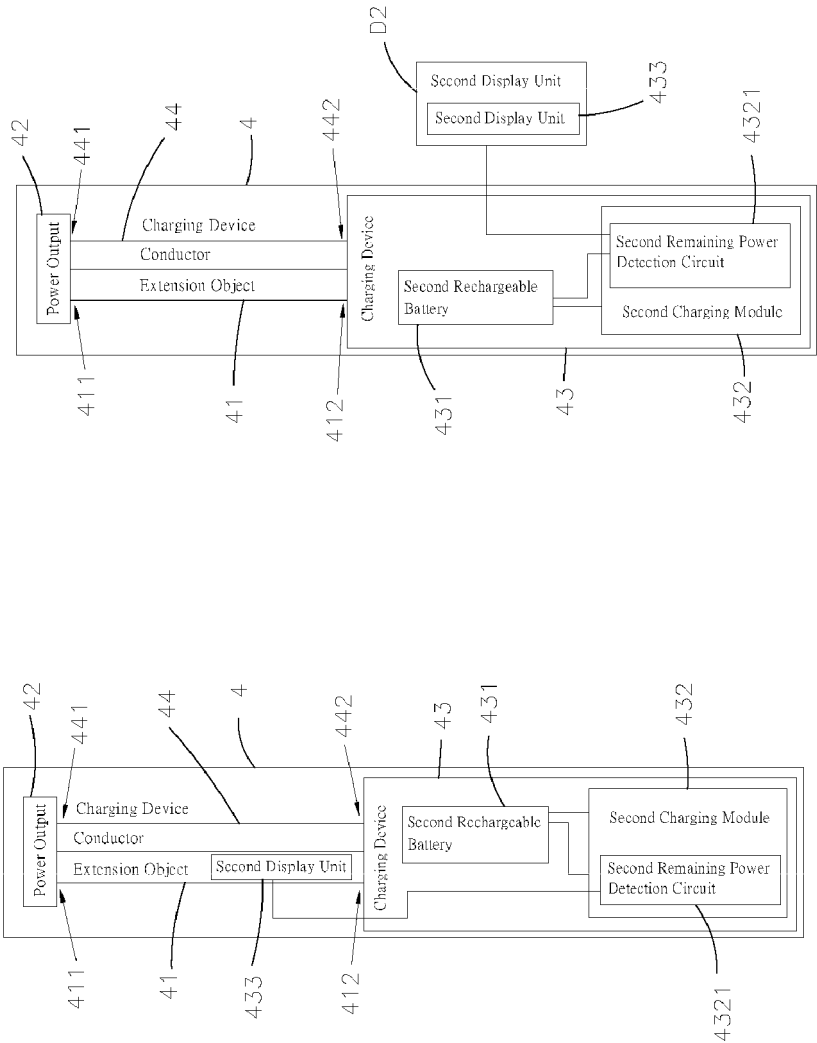 D2
Second Display Unit
Second Display Unit
433
42
441
44
4
442
4321
Power Output
Charging Device
Conductor
Extension Object
Charging Device
Second Rechargeable
Battery
Second Remaining Power
Detection Circuit
Second Charging Module
411
41
412
431
43
432
42
441
44
4
442
43
431
432
Power Output
Charging Device
Conductor
Extension Object
Second Display Unit
Charging Device
Second Rechargeable
Battery
Second Charging Module
Second Remaining Power
Detection Circuit
411
41
433
412
4321